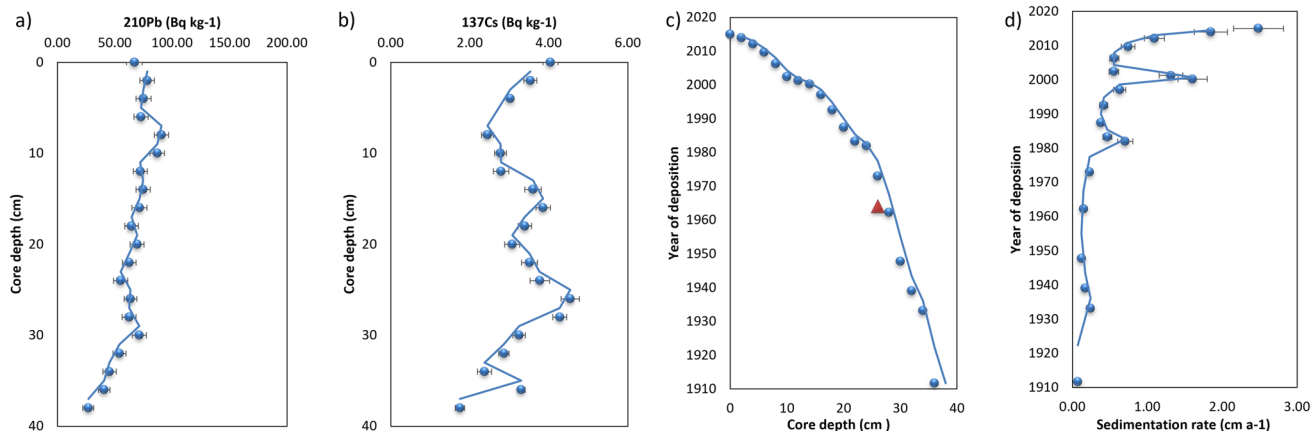 a)
210Pb (Bq kg-1)
0.00 50.00 100.00 150.00 200.00
0
10
20
30
40
Core depth (cm)
b)
137Cs (Bq kg-1)
0.00 2.00 4.00 6.00
0
10
20
30
40
Core depth (cm)
c)
2020
2010
2000
1990
1980
1970
1960
1950
1940
1930
1920
1910
Year of deposition
0 10 20 30 40
Core depth (cm )
d)
2020
2010
2000
1990
1980
1970
1960
1950
1940
1930
1920
1910
Year of deposition
0.00 1.00 2.00 3.00
Sedimentation rate (cm a-1)